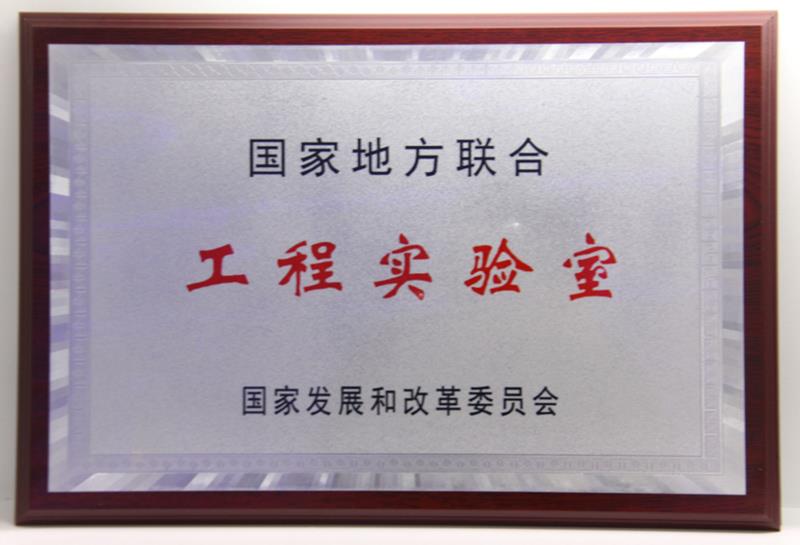 国家地方联合
工程实验室
国家发展和改革委员会